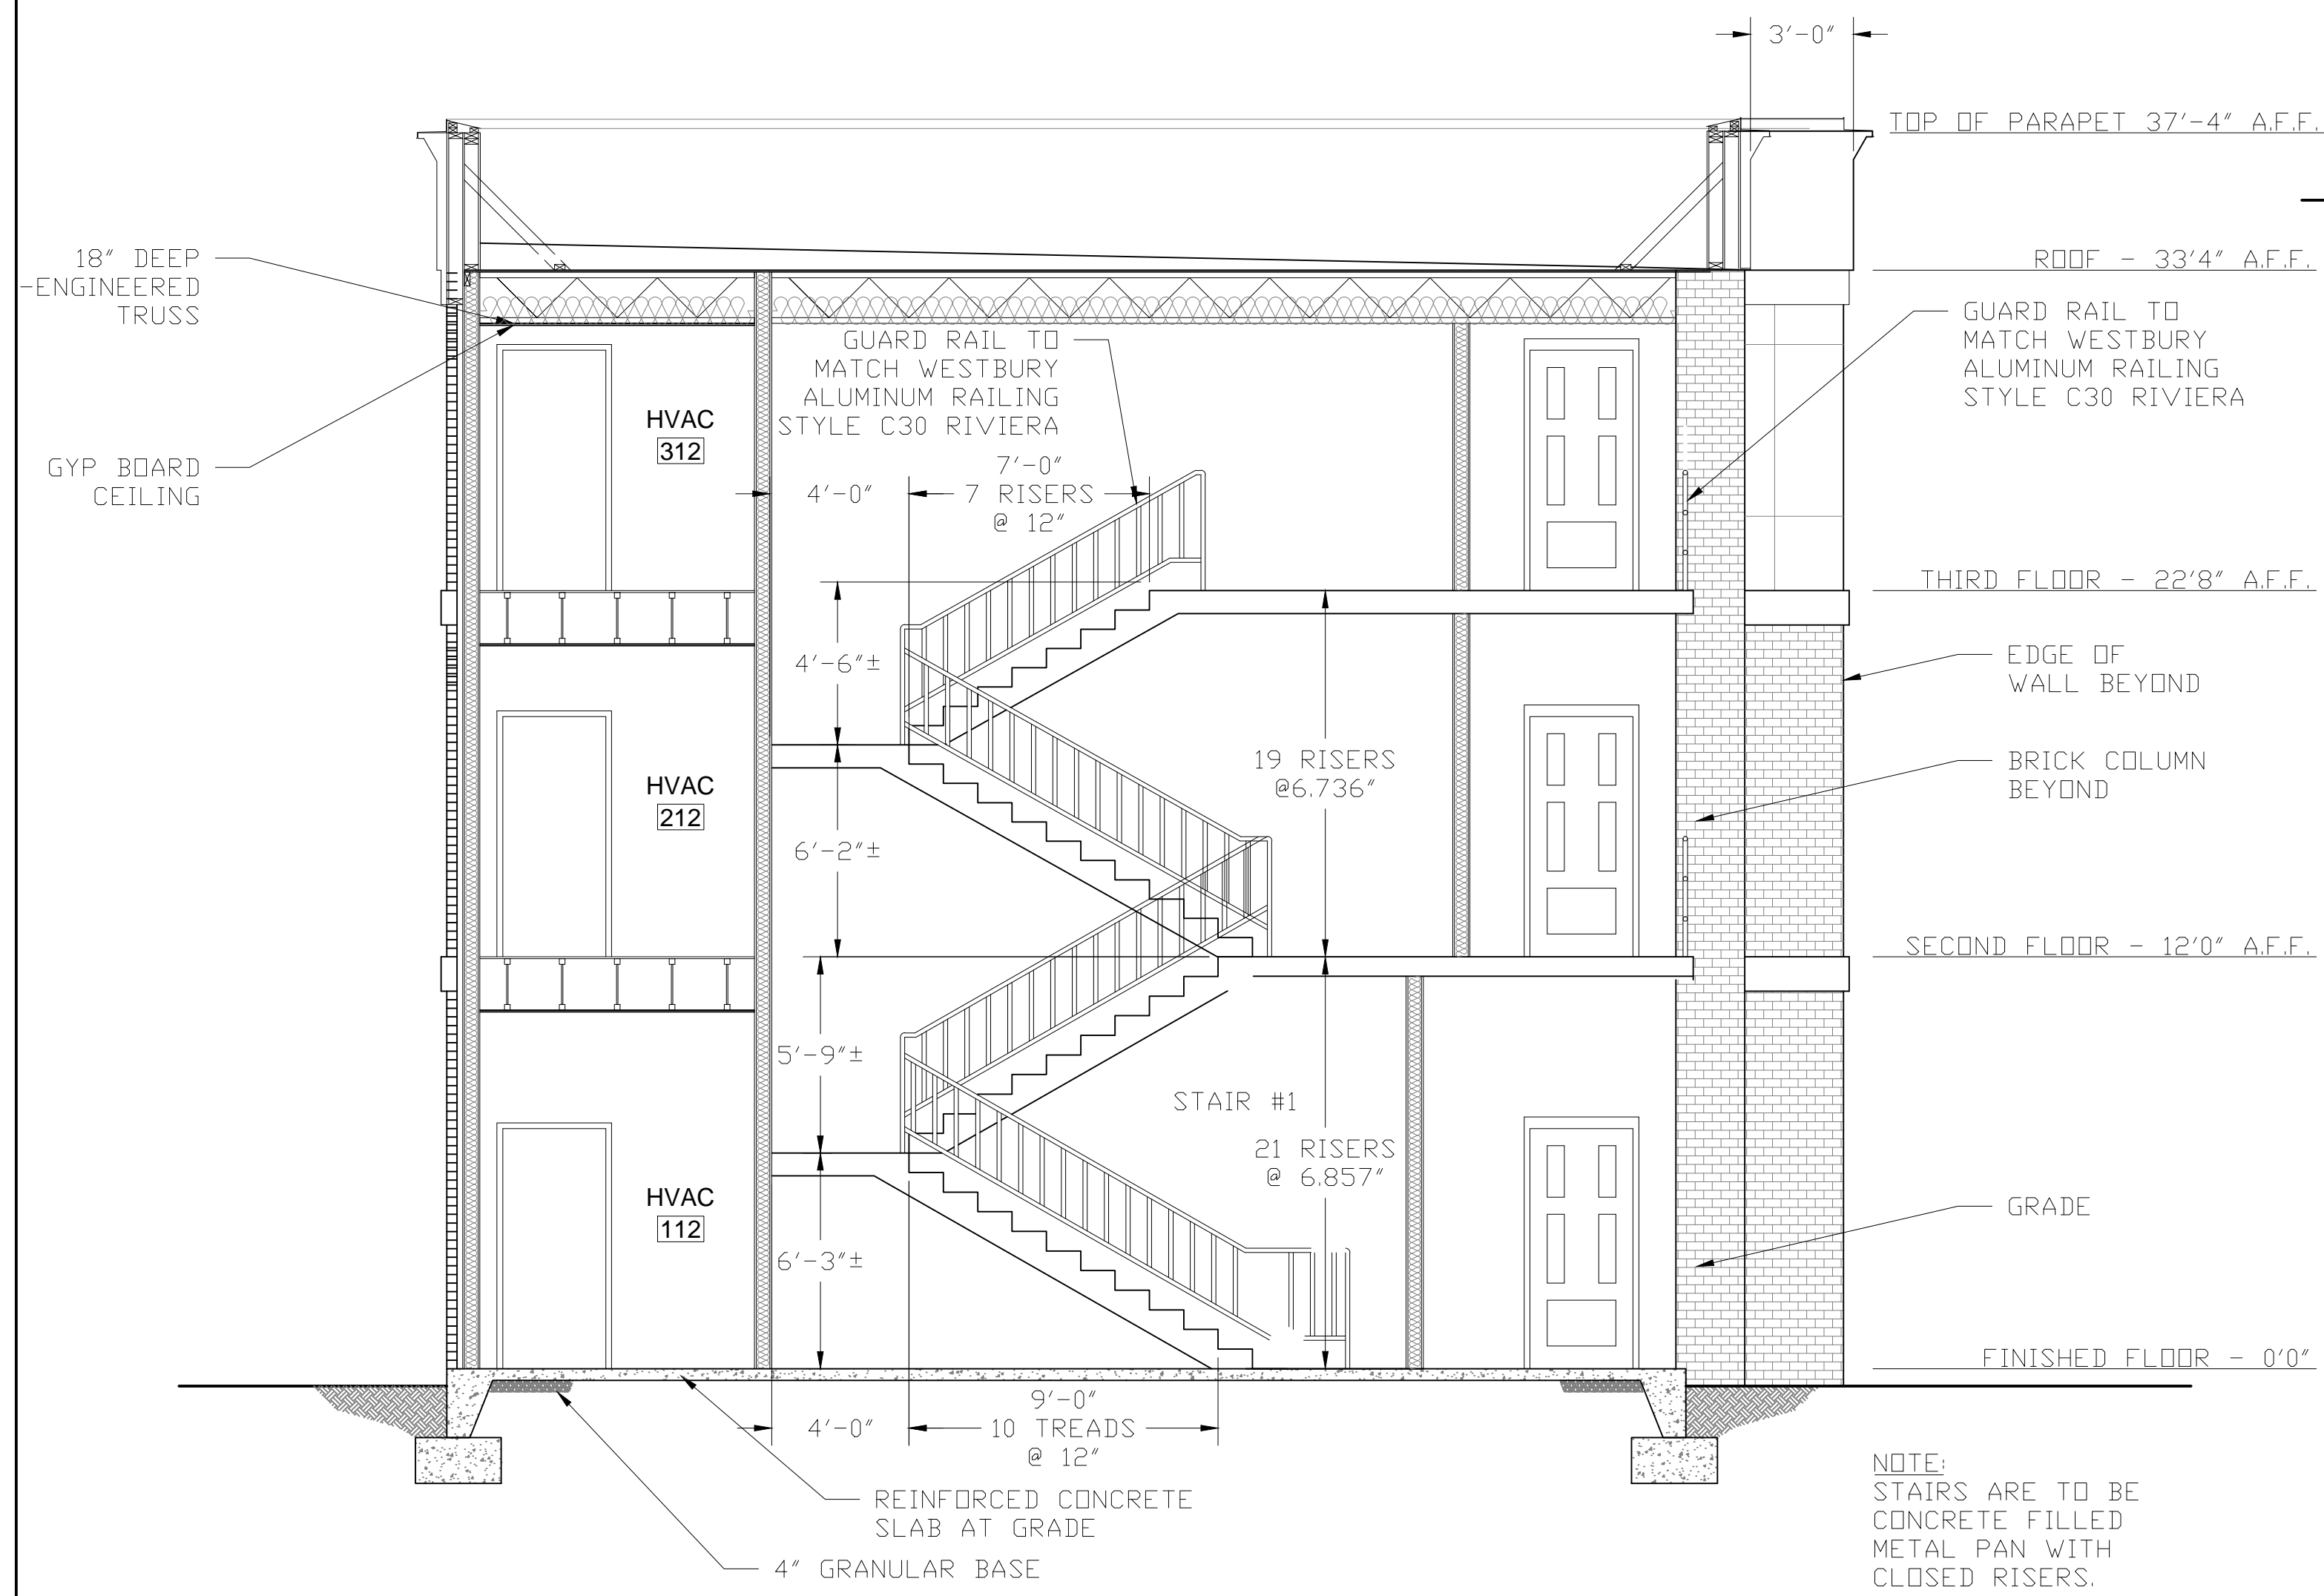 3'-0"
TOP OF PARAPET 37'-4" A.F.F.
18" DEEP
-ENGINEERED
TRUSS
ROOF - 33'4" A.F.F.
GUARD RAIL TO
MATCH WESTBURY
ALUMINUM RAILING
STYLE C30 RIVIERA
GUARD RAIL TO
MATCH WESTBURY
ALUMINUM RAILING
STYLE C30 RIVIERA
HVAC
312
GYP BOARD
CEILING
4'-0"
7'-0"
7 RISERS
@ 12"
THIRD FLOOR - 22'8" A.F.F.
4'-6"±
EDGE OF
WALL BEYOND
HVAC
212
19 RISERS
@6.736"
BRICK COLUMN
BEYOND
6'-2"±
SECOND FLOOR - 12'0" A.F.F.
5'-9"±
STAIR #1
21 RISERS
@ 6.857"
HVAC
112
GRADE
6'-3"±
FINISHED FLOOR - 0'0"
4'-0"
9'-0"
10 TREADS
@ 12"
REINFORCED CONCRETE
SLAB AT GRADE
4" GRANULAR BASE
NOTE:
STAIRS ARE TO BE
CONCRETE FILLED
METAL PAN WITH
CLOSED RISERS.